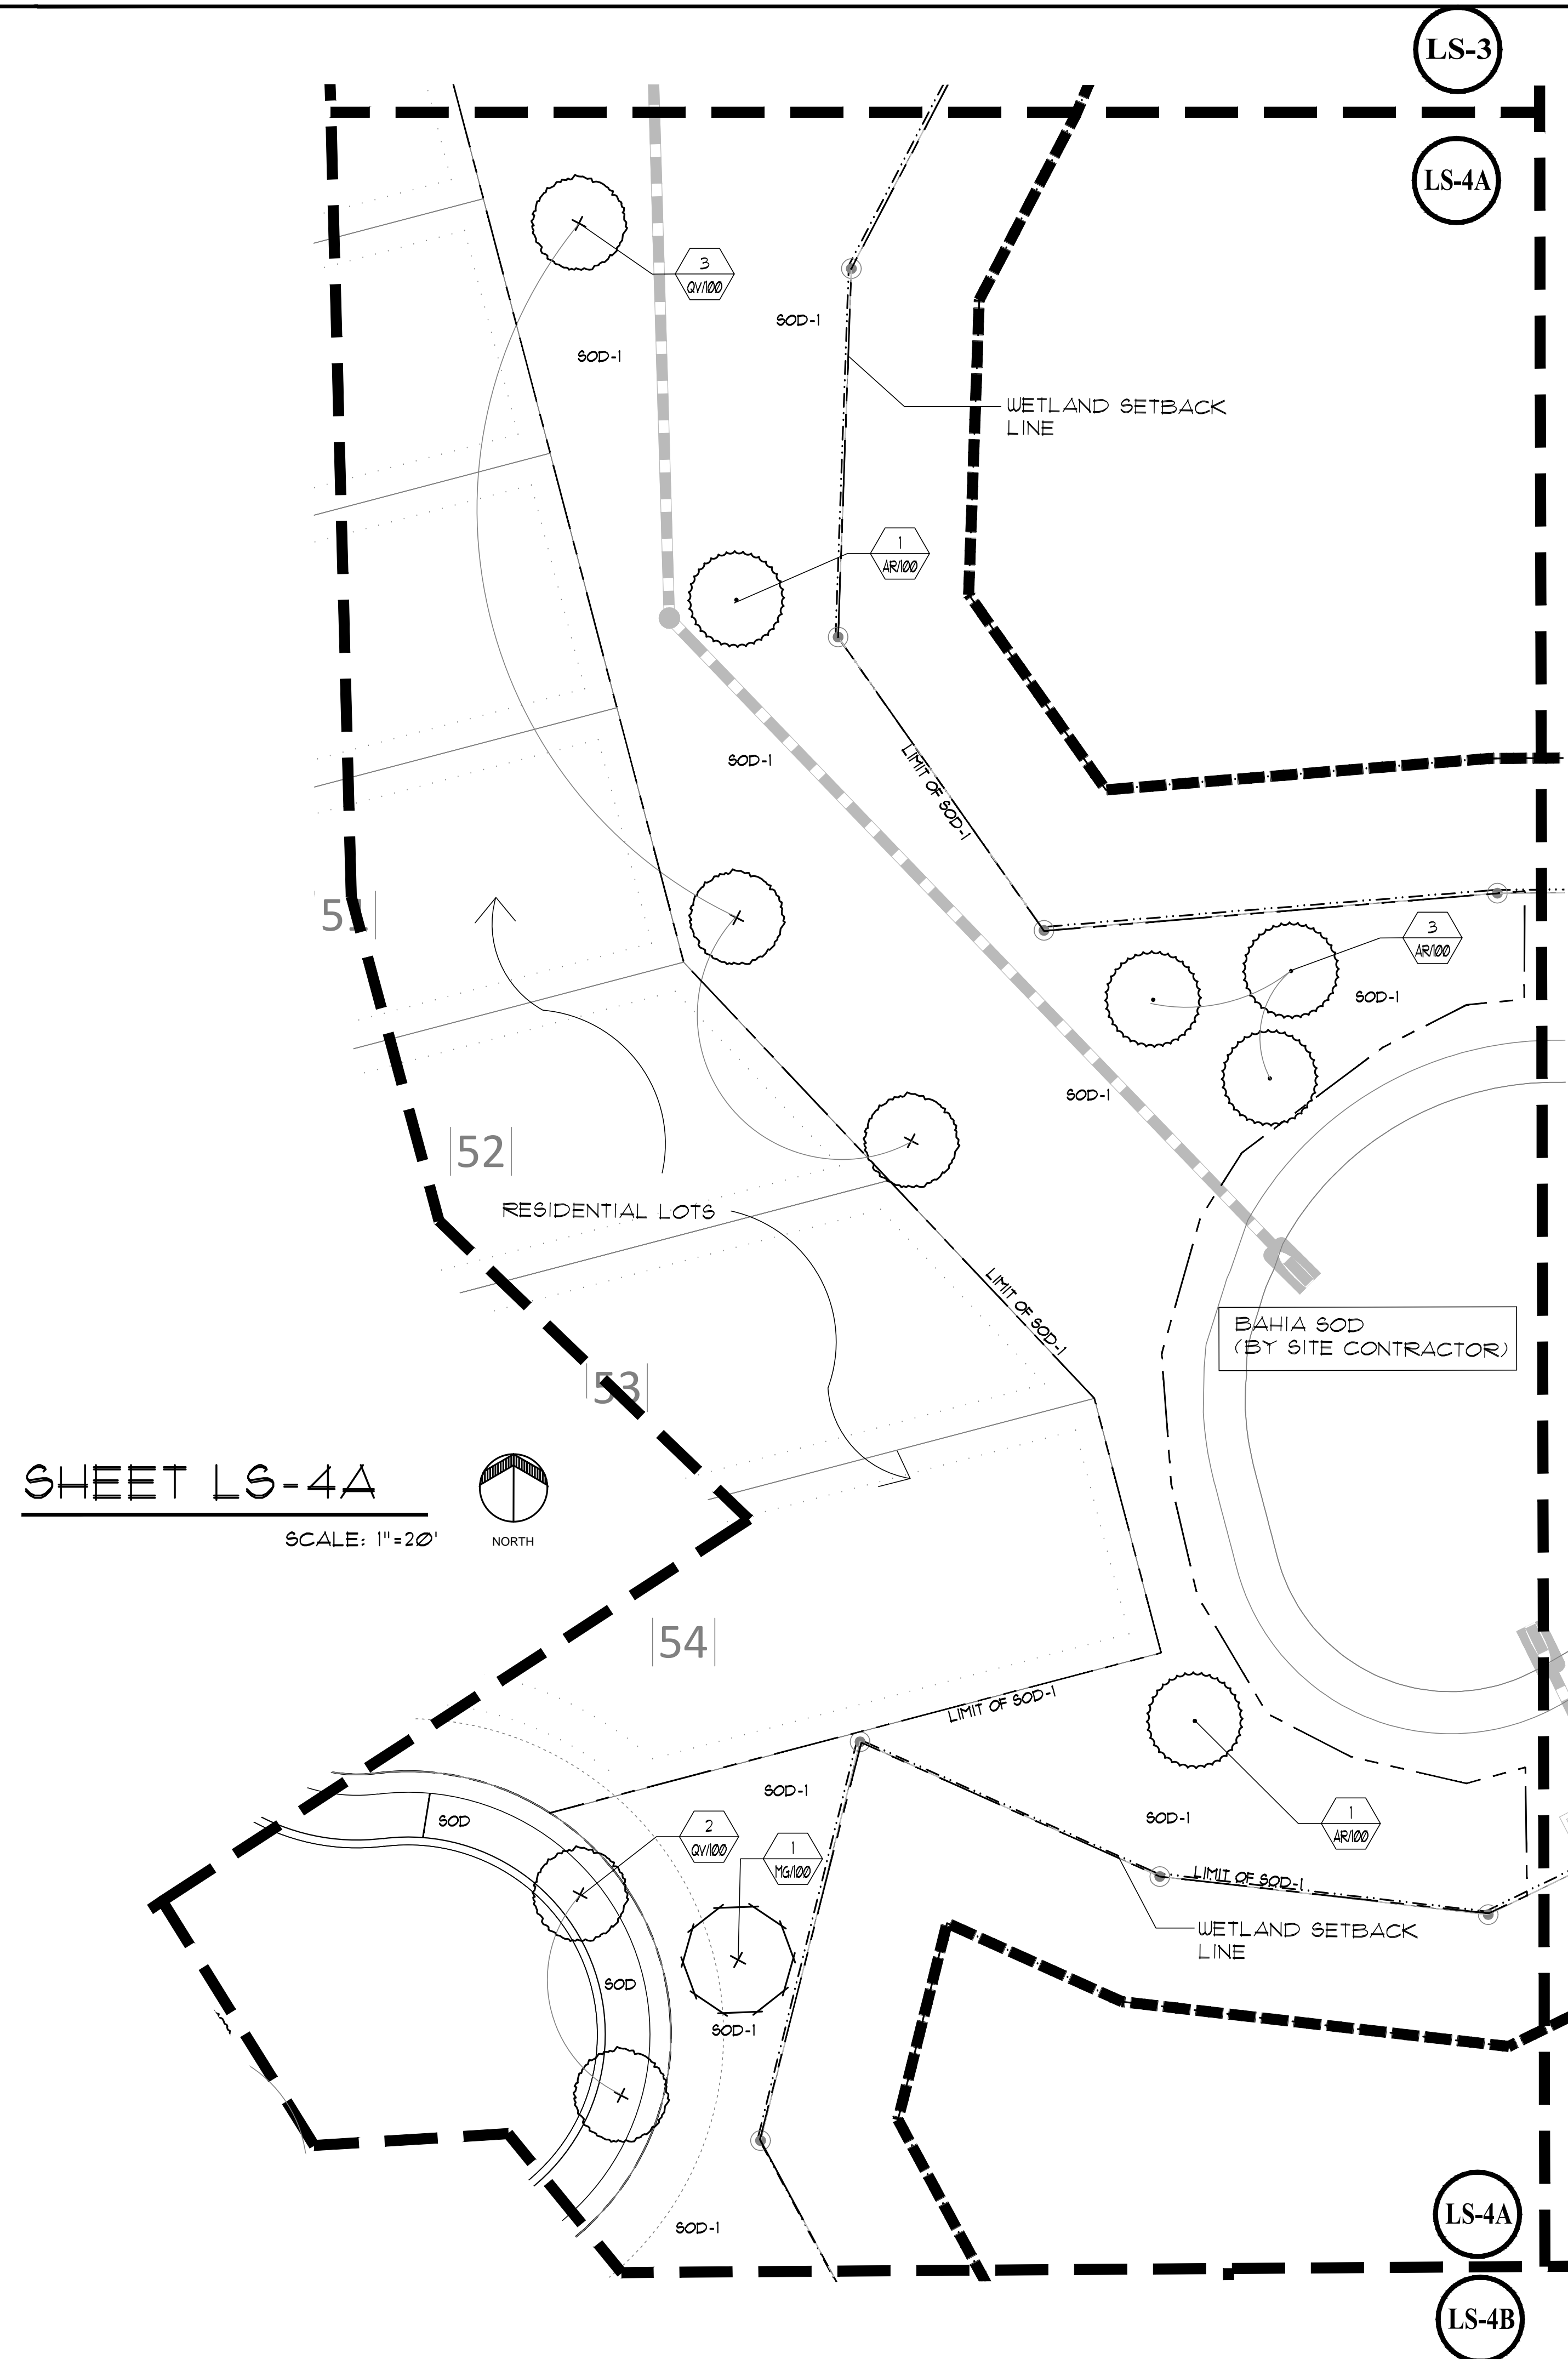 LS-3
LS-4A
3
QV/100
SOD-1
SOD-1
WETLAND SETBACK
LINE
1
AR/100
SOD-1
LIMIT OF SOD-1
51
3
AR/100
SOD-1
SOD-1
52
RESIDENTIAL LOTS
LIMIT OF SOD-1
BAHIA SOD
(BY SITE CONTRACTOR)
53
SHEET LS-4A
SCALE: 1"=20'
NORTH
54
LIMIT OF SOD-1
SOD-1
SOD
2
QV/100
1
MG/100
SOD-1
1
AR/100
LIMIT OF SOD-1
WETLAND SETBACK
LINE
SOD
SOD-1
SOD-1
LS-4A
LS-4B